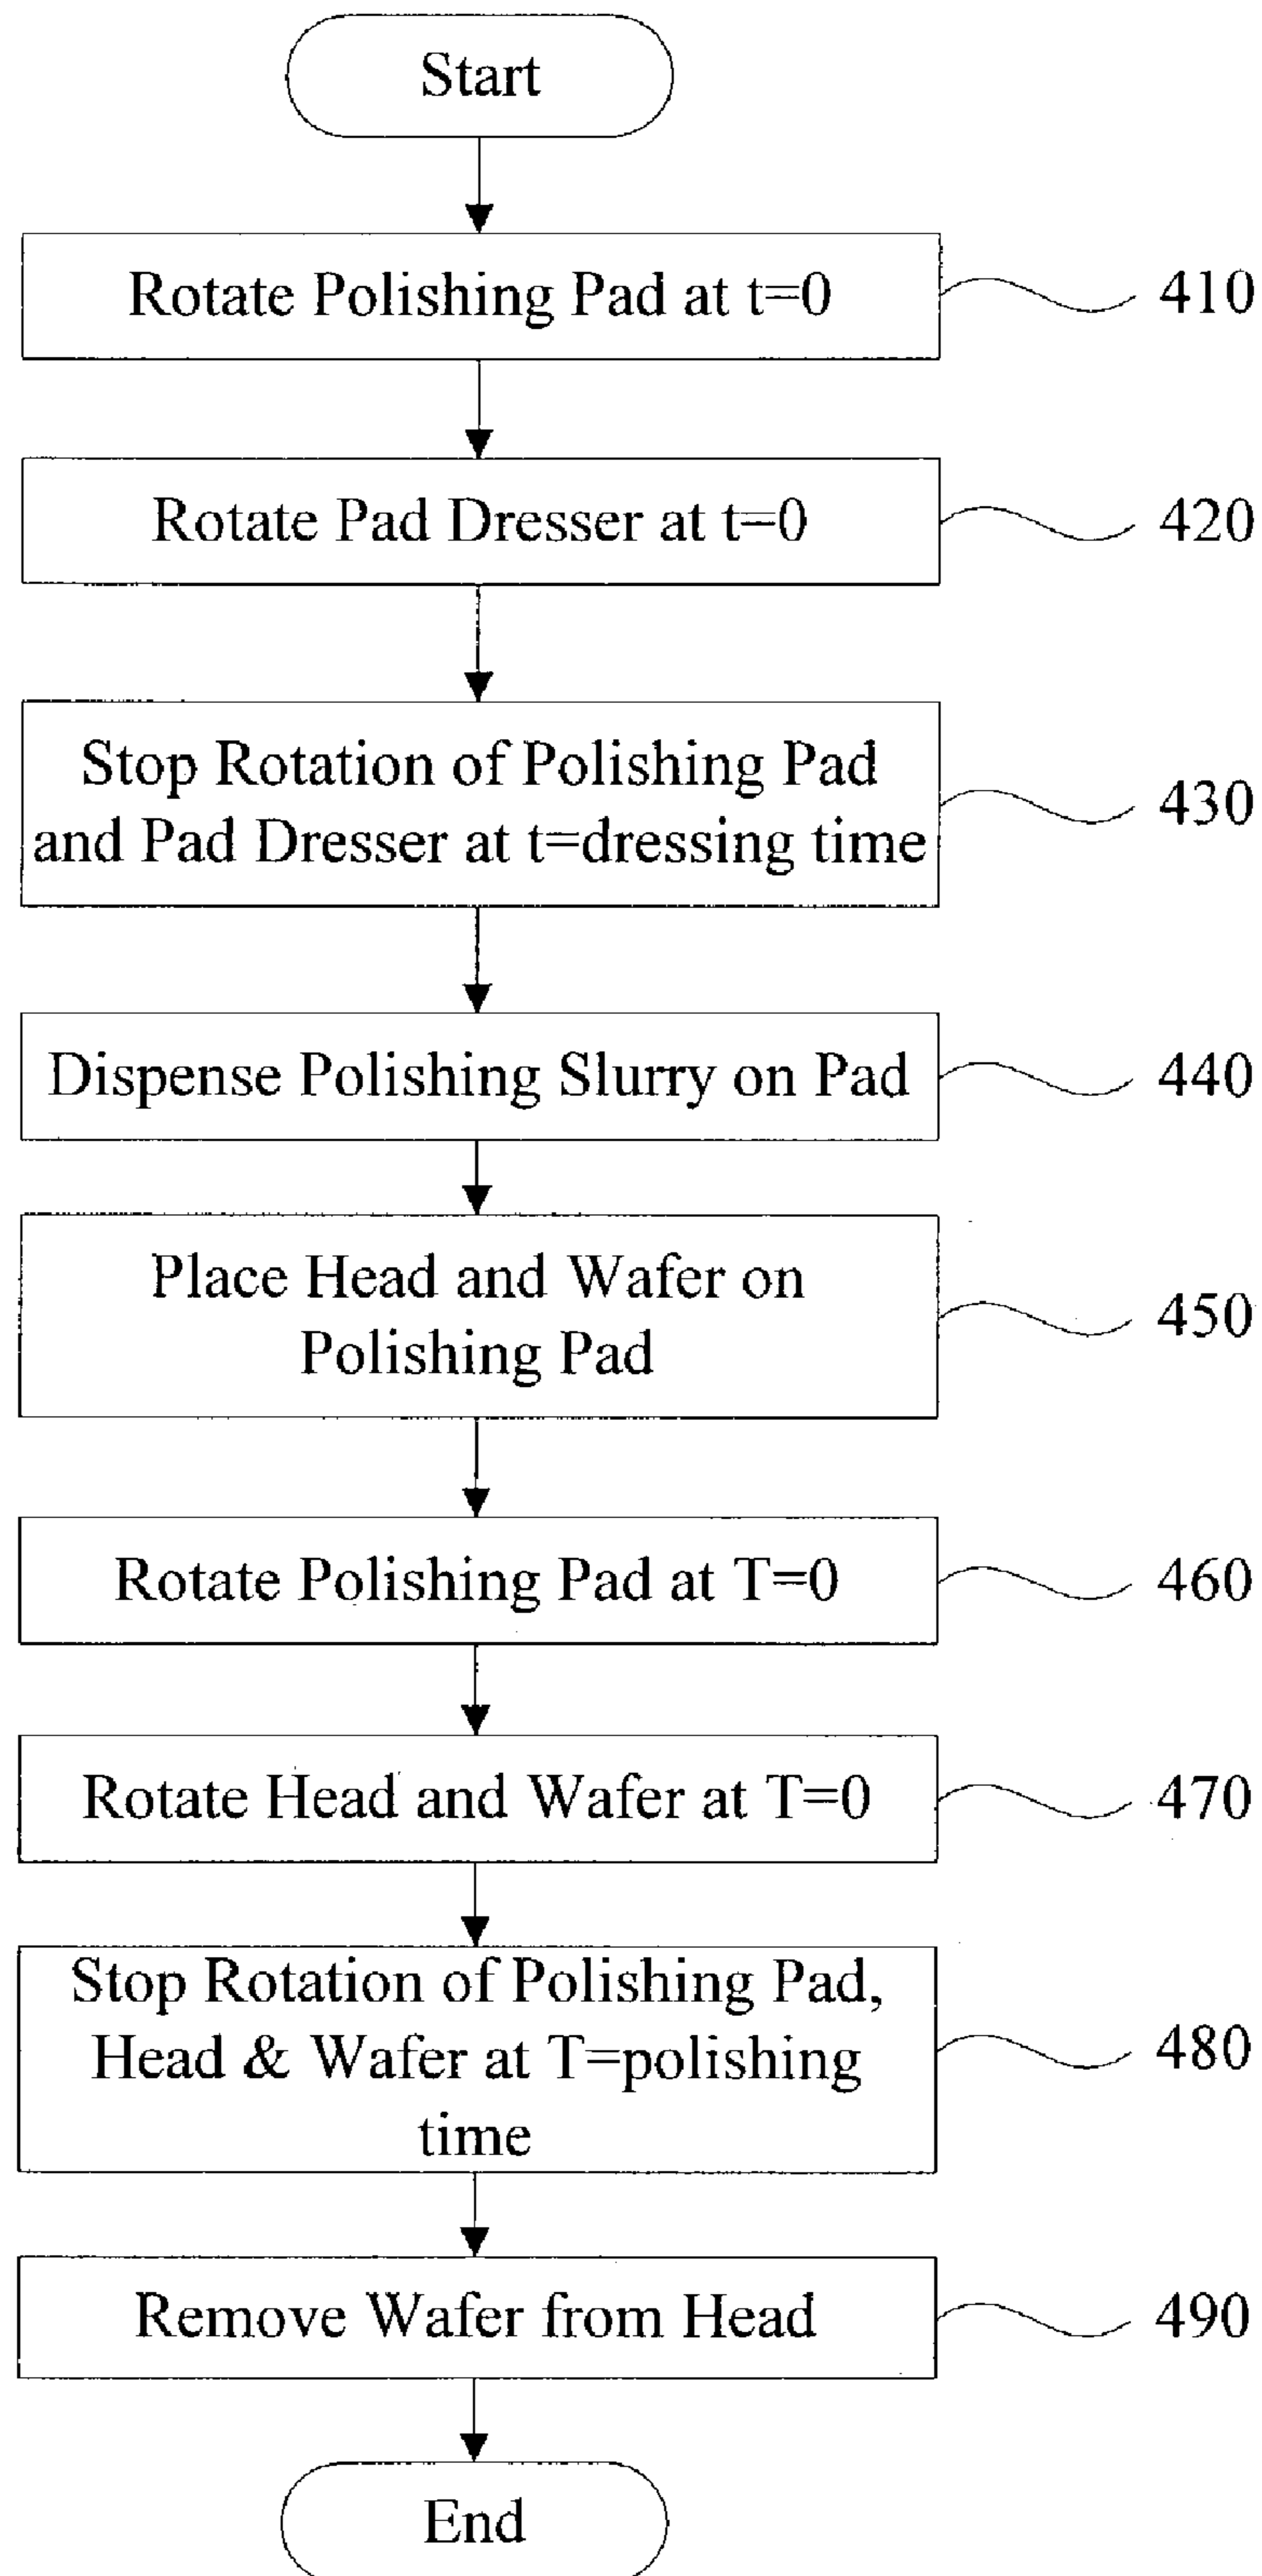 Start
Rotate Polishing Pad at t=0
410
Rotate Pad Dresser at t=0
420
Stop Rotation of Polishing Pad
and Pad Dresser at t=dressing time
430
Dispense Polishing Slurry on Pad
440
Place Head and Wafer on
Polishing Pad
450
Rotate Polishing Pad at T=0
460
Rotate Head and Wafer at T=0
470
Stop Rotation of Polishing Pad,
Head & Wafer at T=polishing
time
480
Remove Wafer from Head
490
End